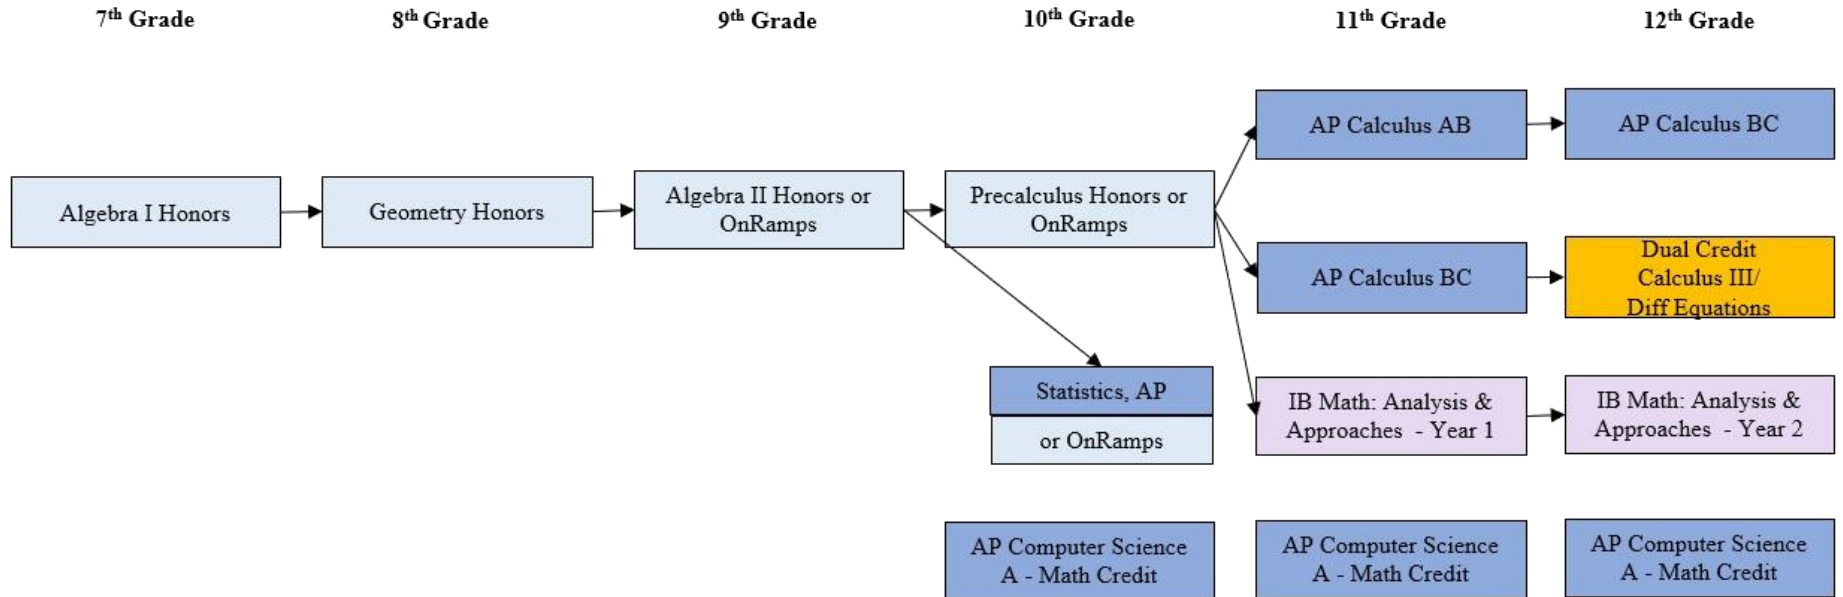 7th Grade
8th Grade
9th Grade
10th Grade
11th Grade
12th Grade
AP Calculus AB
AP Calculus BC
Algebra I Honors
Geometry Honors
Algebra II Honors or
OnRamps
Precalculus Honors or
OnRamps
AP Calculus BC
Dual Credit
Calculus III/
Diff Equations
Statistics, AP
or OnRamps
IB Math: Analysis &
Approaches - Year 1
IB Math: Analysis &
Approaches - Year 2
AP Computer Science
A - Math Credit
AP Computer Science
A - Math Credit
AP Computer Science
A - Math Credit